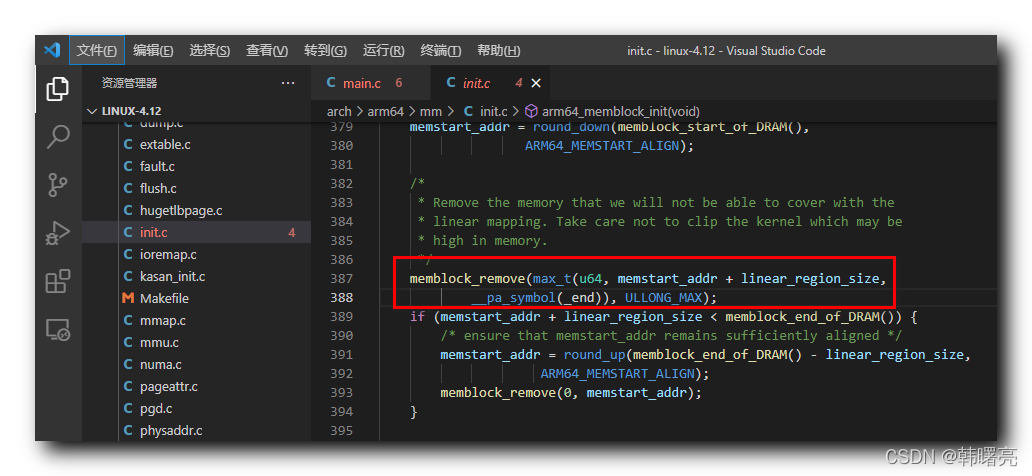 文件(F) 编辑(E) 选择(S) 查看(V) 转到(G) 运行(R) 终端(T) 帮助(H) init.c - linux-4.12 - Visual Studio Code
资源管理器 ···
main.c 6
init.c 4
LINUX-4.12
arch > arm64 > mm > C init.c > arm64_memblock_init(void)
dump.c
C extable.c
C fault.c
C flush.c
C hugetlbpage.c
C init.c 4
C ioremap.c
C kasan_init.c
M Makefile
C mmap.c
C mmu.c
C numa.c
C pageattr.c
C pgd.c
C physaddr.c
379 memstart_addr = round_down(memblock_start_of_DRAM(),
380 ARM64_MEMSTART_ALIGN);
381
382 /*
383 * Remove the memory that we will not be able to cover with the
384 * linear mapping. Take care not to clip the kernel which may be
385 * high in memory.
386 */
387 memblock_remove(max_t(u64, memstart_addr + linear_region_size,
388 __pa_symbol(_end)), ULLONG_MAX);
389 if (memstart_addr + linear_region_size < memblock_end_of_DRAM()) {
390 /* ensure that memstart_addr remains sufficiently aligned */
391 memstart_addr = round_up(memblock_end_of_DRAM() - linear_region_size,
392 ARM64_MEMSTART_ALIGN);
393 memblock_remove(0, memstart_addr);
394 }
395
CSDN @韩曙亮